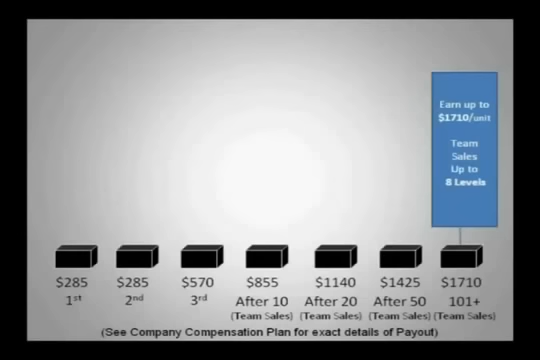 Earn up to
$1710/unit
Team
Sales
Up to
8 Levels
$285 $285 $570 $855 $1140 $1425 $1710
1st 2nd 3rd After 10 After 20 After 50 101+
(Team Sales) (Team Sales) (Team Sales) (Team Sales)
(See Company Compensation Plan for exact details of Payout)